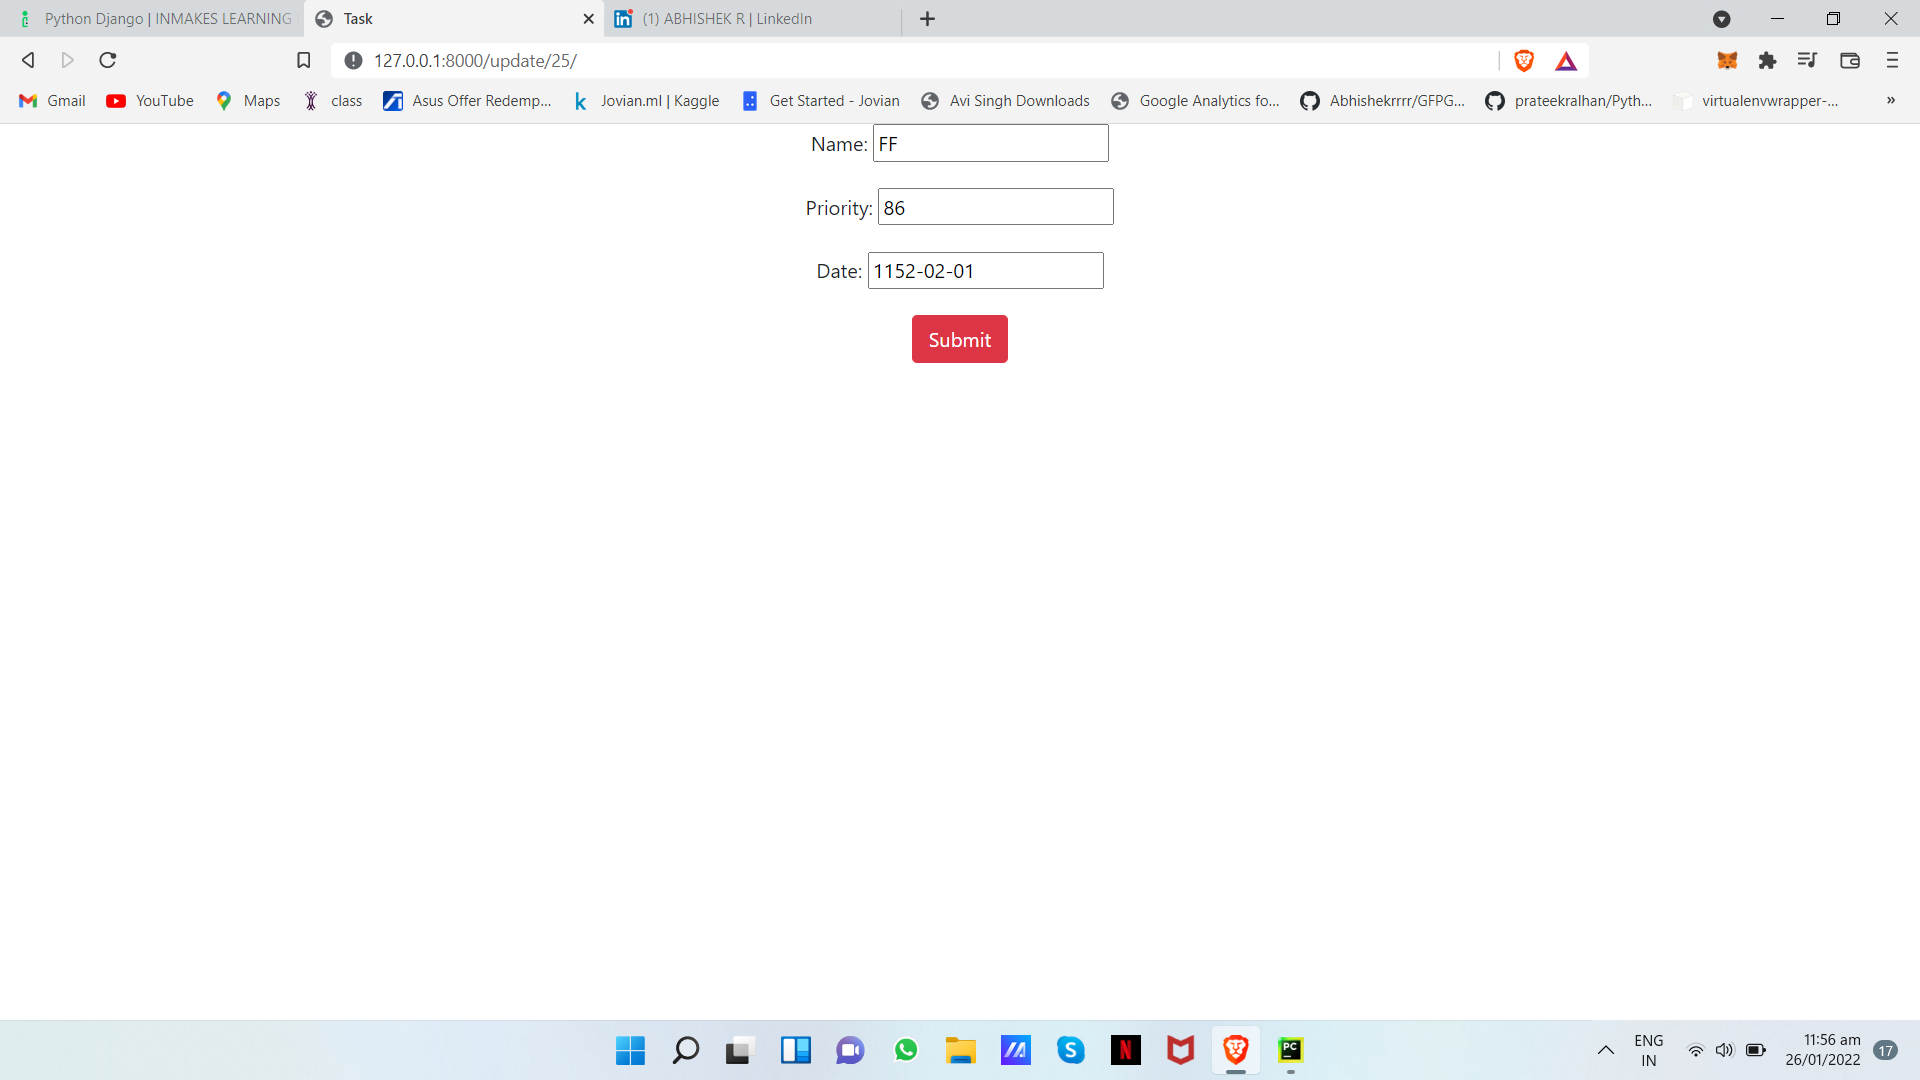 Python Django | INMAKES LEARNING
Task
(1) ABHISHEK R | LinkedIn
127.0.0.1:8000/update/25/
Gmail
YouTube
Maps
class
Asus Offer Redemp...
Jovian.ml | Kaggle
Get Started - Jovian
Avi Singh Downloads
Google Analytics fo...
Abhishekrrrr/GFPG...
prateekralhan/Pyth...
virtualenvwrapper-...
»
Name: FF
Priority: 86
Date: 1152-02-01
Submit
ENG
IN
11:56 am
26/01/2022
17